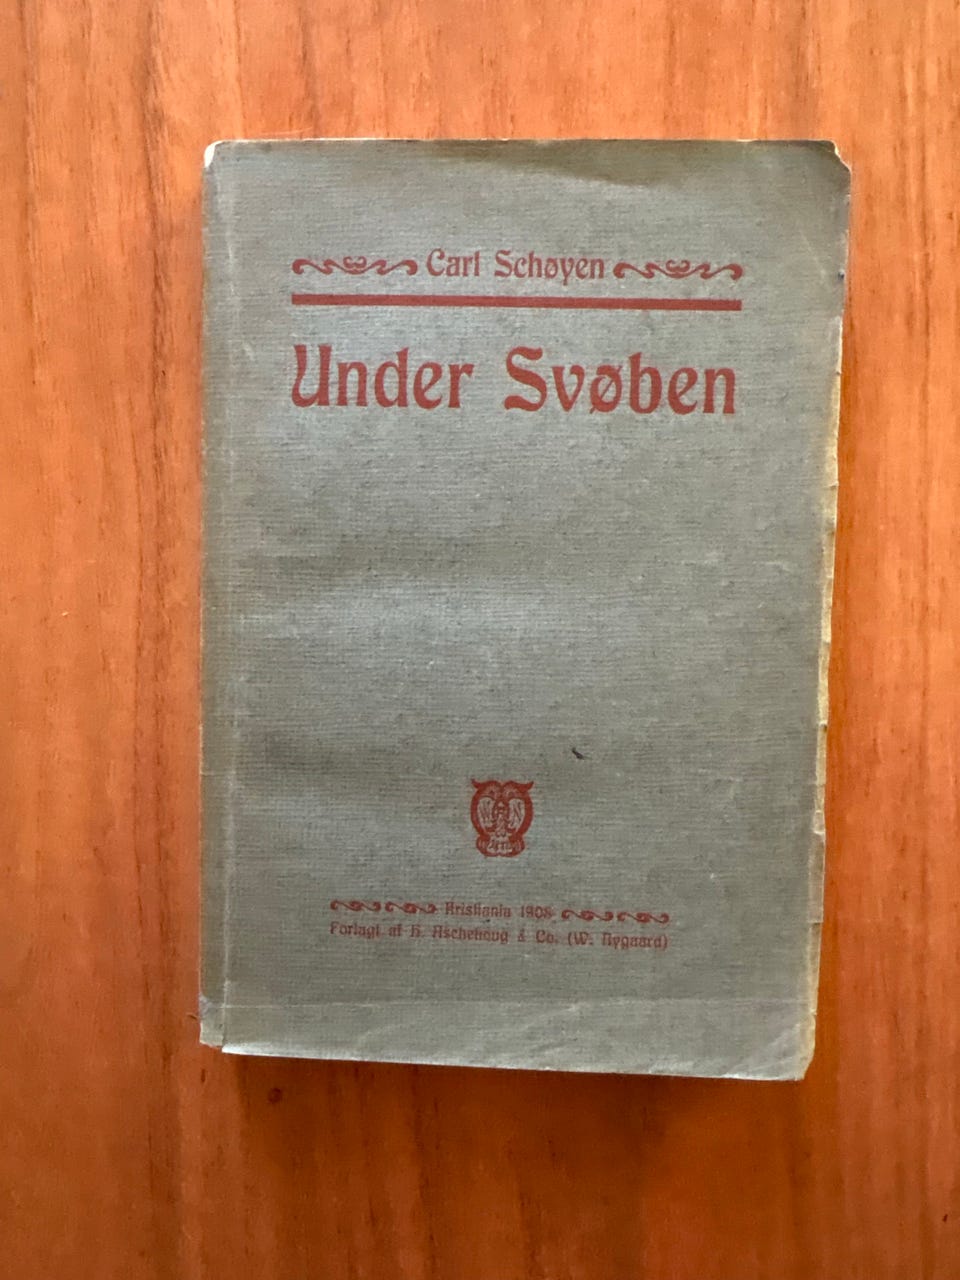 Carl Schøyen
Under Svøben
W N
Kristiania 1908
Forlagt af H. Aschehoug & Co. (W. Nygaard)